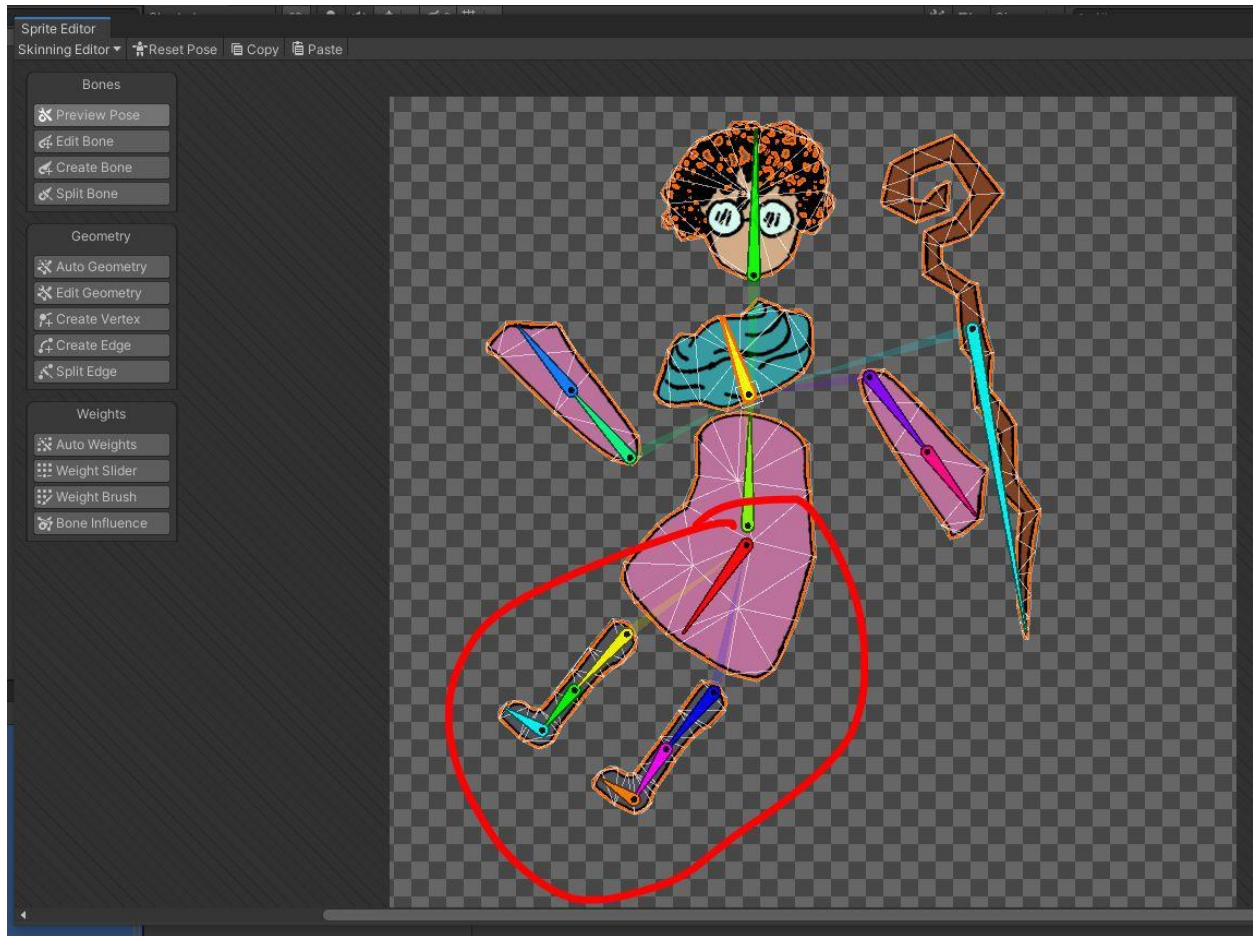 Sprite Editor
Skinning Editor Reset Pose Copy Paste
Bones
Preview Pose
Edit Bone
Create Bone
Split Bone
Geometry
Auto Geometry
Edit Geometry
Create Vertex
Create Edge
Split Edge
Weights
Auto Weights
Weight Slider
Weight Brush
Bone Influence